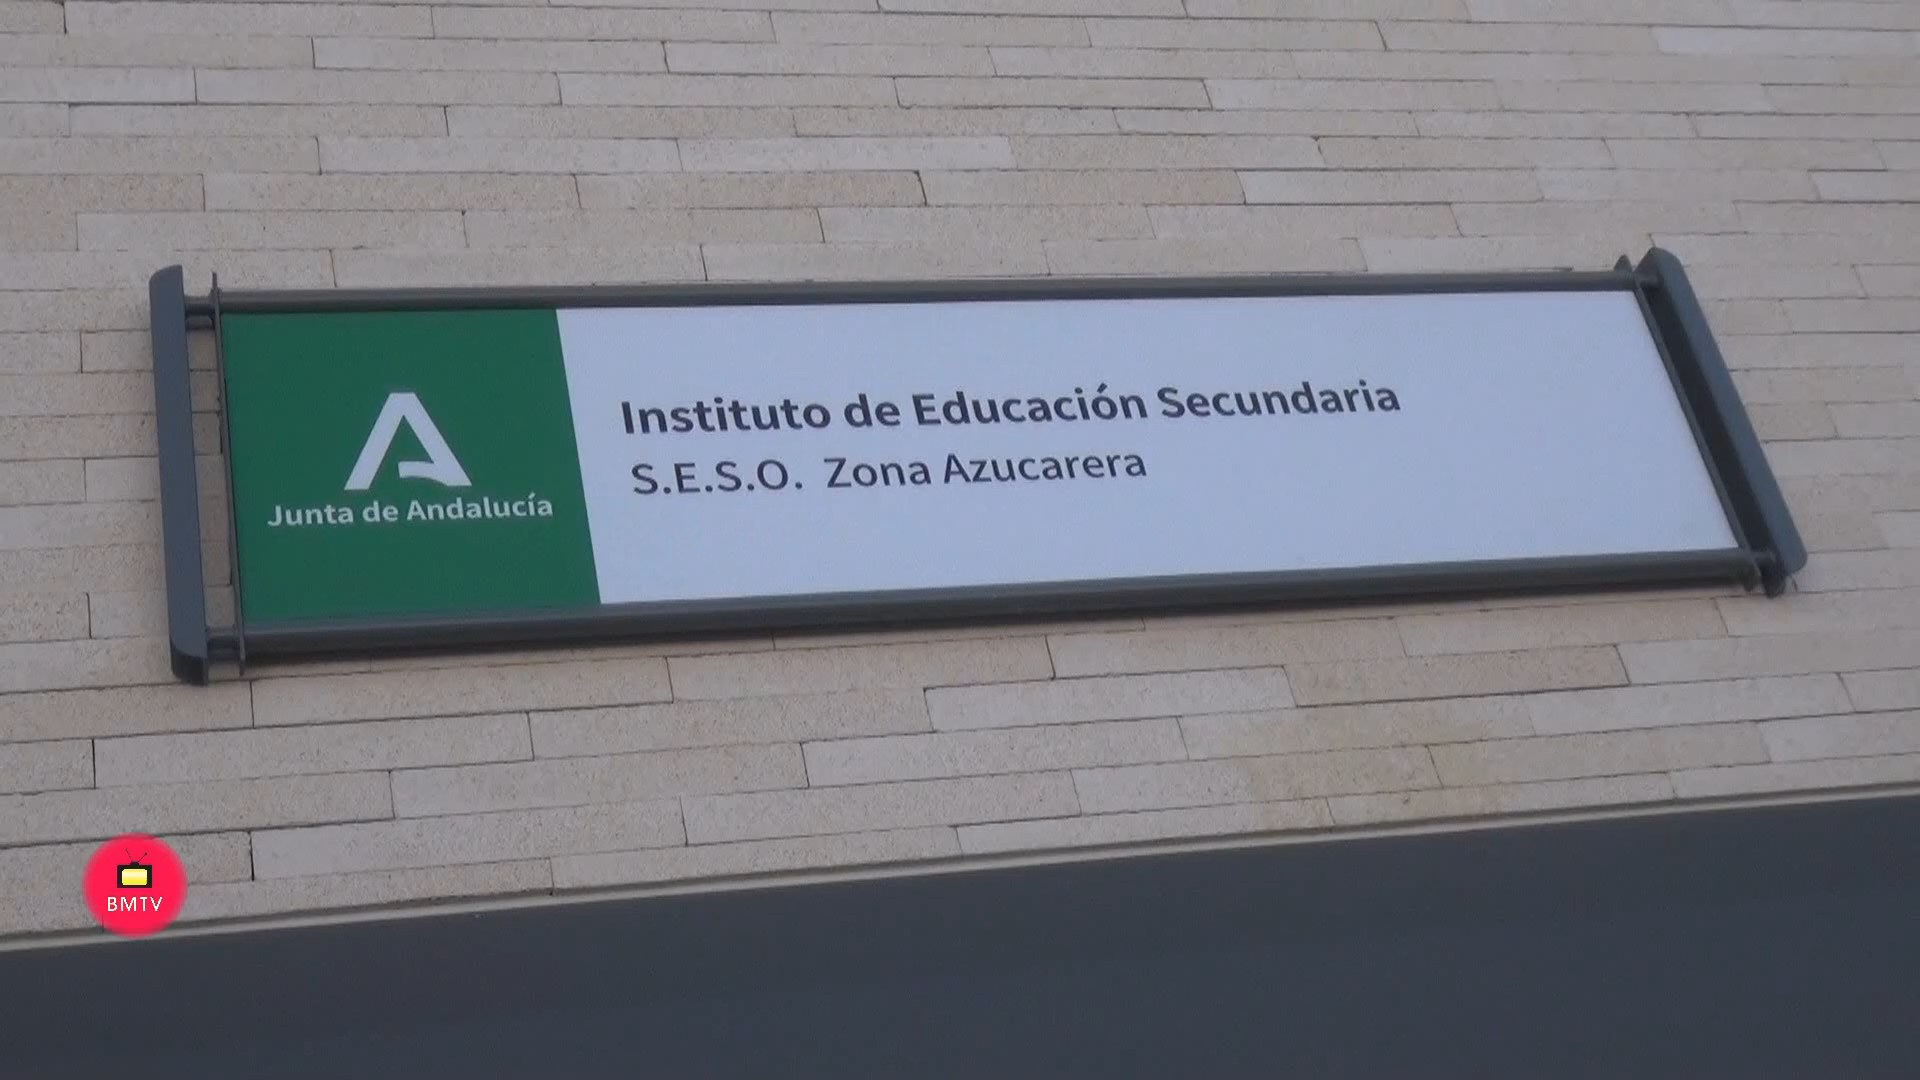 Junta de Andalucía
Instituto de Educación Secundaria
S.E.S.O. Zona Azucarera
BMTV